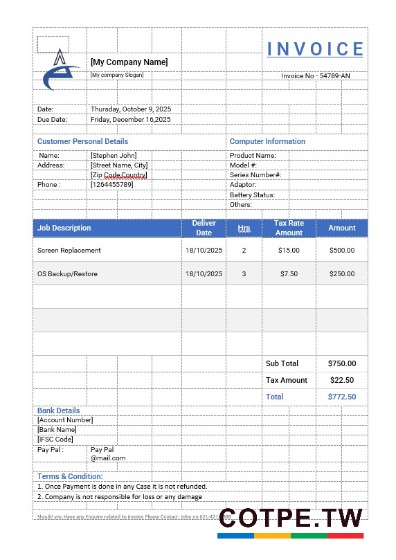 INVOICE
[My Company Name]
[My company Slogan]
Invoice No - 54789-AN
Date: Thursday, October 9, 2025
Due Date: Friday, December 16,2025
Customer Personal Details Computer Information
Name: [Stephen John] Product Name:
Address: [Street Name, City] Model #:
[Zip Code,Country] Series Number#:
Phone : [1264455789] Adaptor:
Battery Status:
Others:
Job Description Deliver Date Hrs Tax Rate Amount Amount
Screen Replacement 18/10/2025 2 $15.00 $500.00
OS Backup/Restore 18/10/2025 3 $7.50 $250.00
Sub Total $750.00
Tax Amount $22.50
Total $772.50
Bank Details
[Account Number]
[Bank Name]
[IFSC Code]
Pay Pal : Pay Pal
@mail.com
Terms & Condition:
1. Once Payment is done in any Case It is not refunded.
2. Company is not responsible for loss or any damage
Should you Have any Enquire related to Invoice Please Contact
COTPE.TW